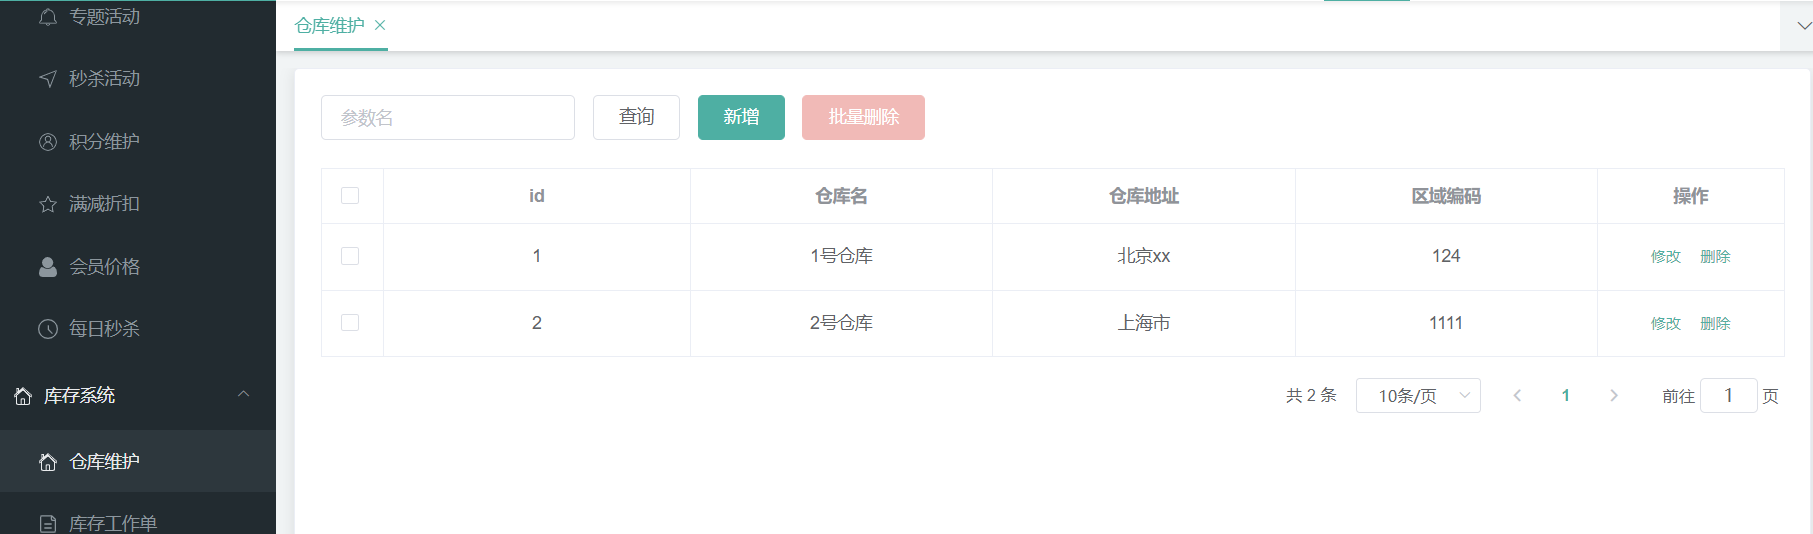 专题活动
秒杀活动
积分维护
满减折扣
会员价格
每日秒杀
库存系统
仓库维护
库存工作单
仓库维护
参数名 查询 新增 批量删除
id 仓库名 仓库地址 区域编码 操作
1 1号仓库 北京xx 124 修改 删除
2 2号仓库 上海市 1111 修改 删除
共 2 条 10条/页 1 前往 1 页